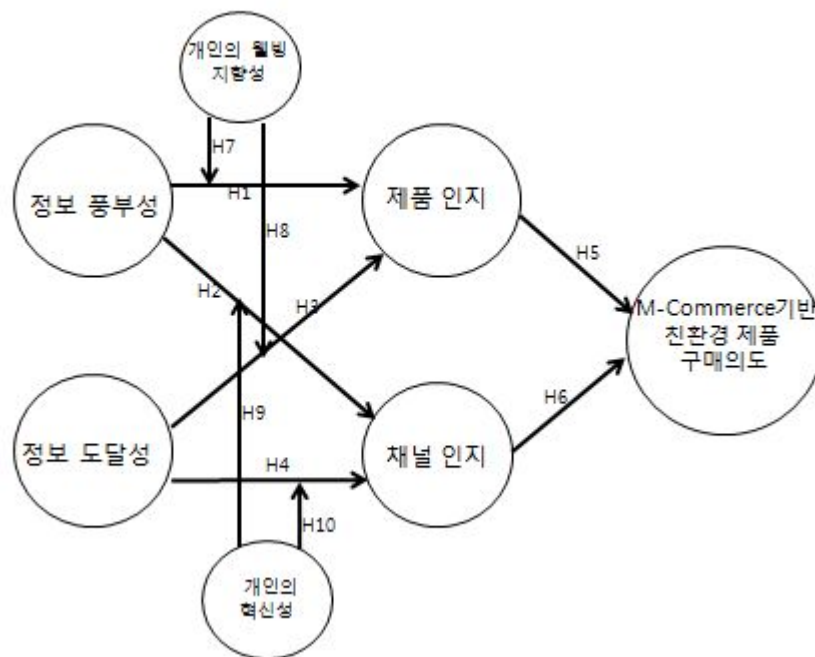 개인의 웰빙
지향성
H7
정보 풍부성
H1
제품 인지
H8
H5
H2
H3
M-Commerce기반
친환경 제품
구매의도
H6
H9
정보 도달성
H4
채널 인지
H10
개인의
혁신성